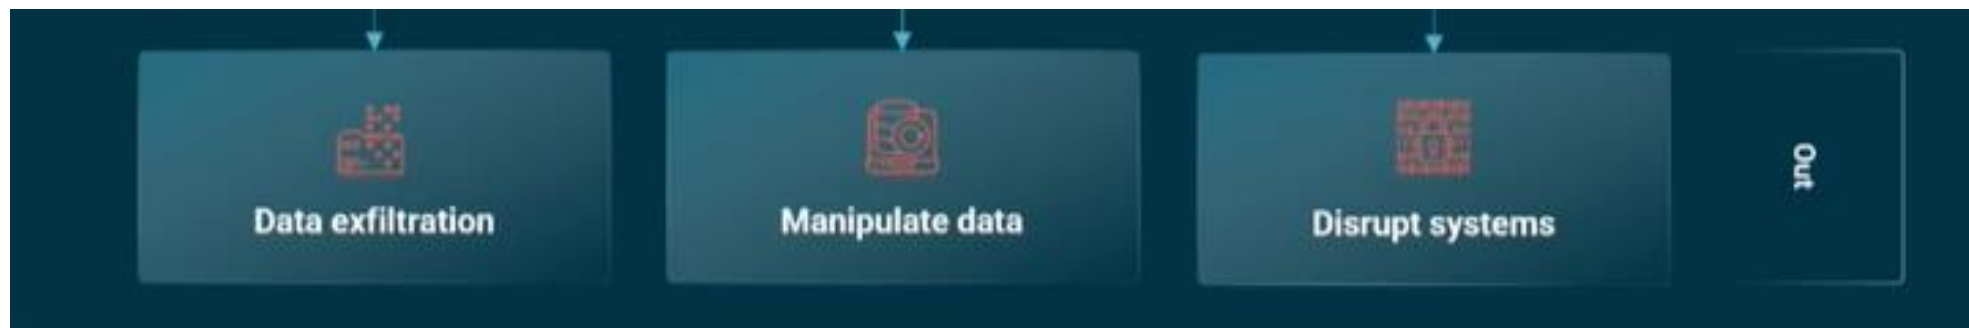 Data exfiltration
Manipulate data
Disrupt systems
Out